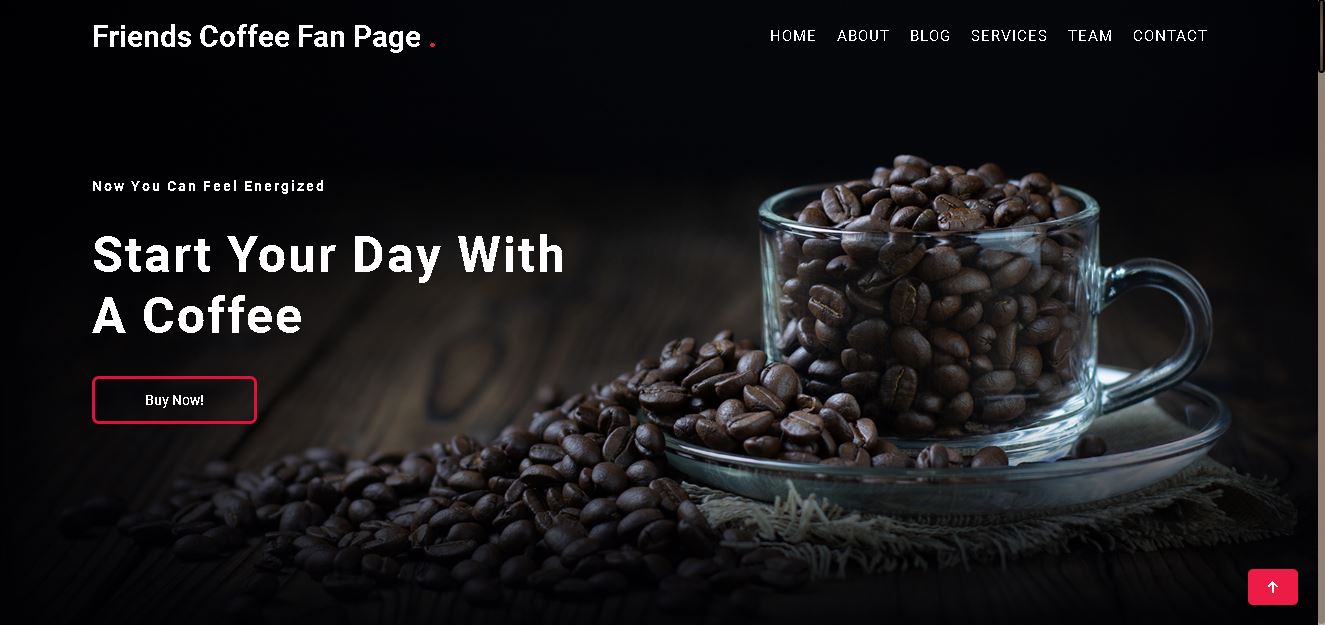 Friends Coffee Fan Page .
HOME ABOUT BLOG SERVICES TEAM CONTACT
Now You Can Feel Energized
Start Your Day With
A Coffee
Buy Now!